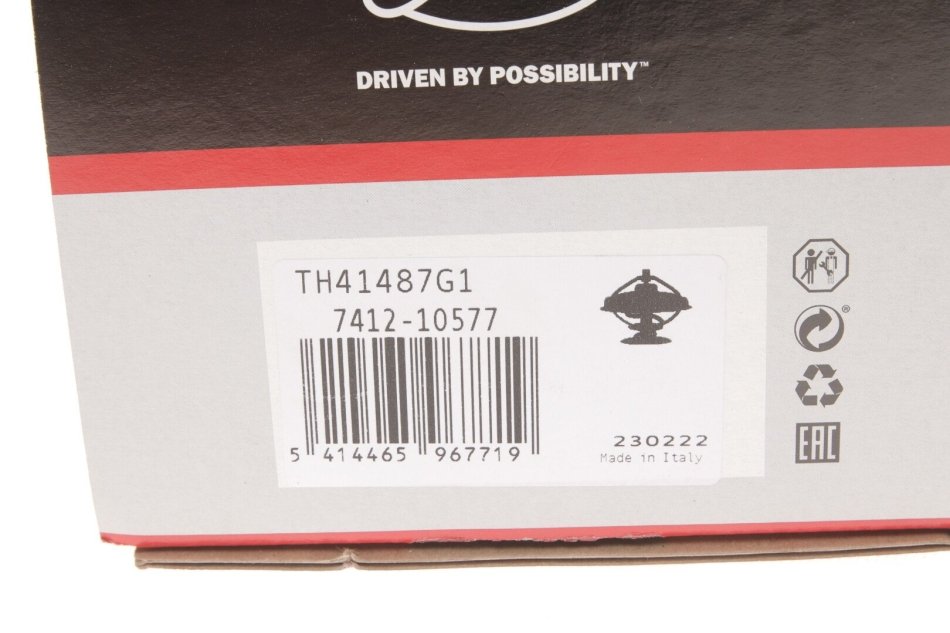 DRIVEN BY POSSIBILITY™
TH41487G1
7412-10577
5 414465 967719
230222
Made in Italy
®
EAC